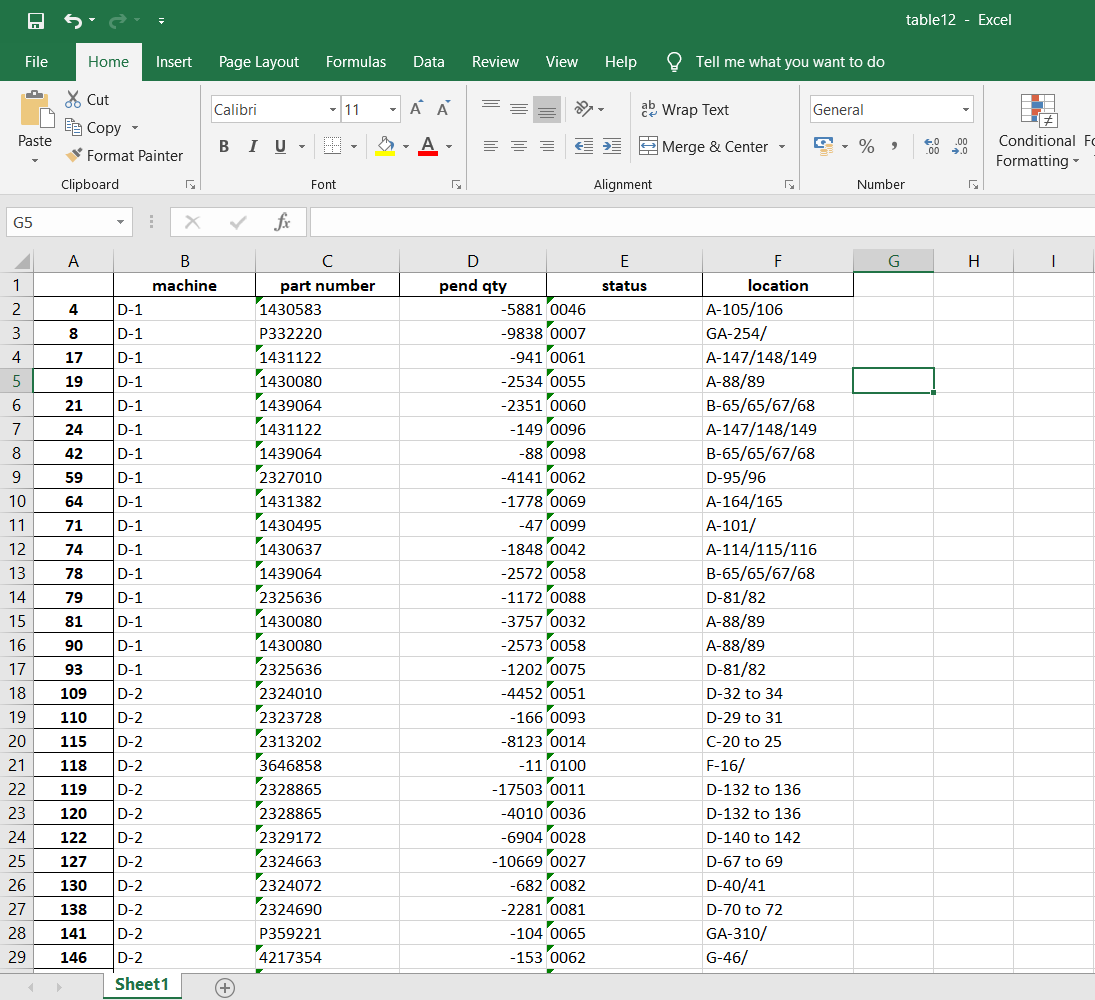 table12 - Excel
File Home Insert Page Layout Formulas Data Review View Help Tell me what you want to do
Paste
Cut
Copy
Format Painter
Clipboard
Calibri 11
B I U A
Font
ab Wrap Text
Merge & Center
Alignment
General
% ,
Number
Conditional
Formatting
G5
fx
A B C D E F G H I
1 machine part number pend qty status location
2 4 D-1 1430583 -5881 0046 A-105/106
3 8 D-1 P332220 -9838 0007 GA-254/
4 17 D-1 1431122 -941 0061 A-147/148/149
5 19 D-1 1430080 -2534 0055 A-88/89
6 21 D-1 1439064 -2351 0060 B-65/65/67/68
7 24 D-1 1431122 -149 0096 A-147/148/149
8 42 D-1 1439064 -88 0098 B-65/65/67/68
9 59 D-1 2327010 -4141 0062 D-95/96
10 64 D-1 1431382 -1778 0069 A-164/165
11 71 D-1 1430495 -47 0099 A-101/
12 74 D-1 1430637 -1848 0042 A-114/115/116
13 78 D-1 1439064 -2572 0058 B-65/65/67/68
14 79 D-1 2325636 -1172 0088 D-81/82
15 81 D-1 1430080 -3757 0032 A-88/89
16 90 D-1 1430080 -2573 0058 A-88/89
17 93 D-1 2325636 -1202 0075 D-81/82
18 109 D-2 2324010 -4452 0051 D-32 to 34
19 110 D-2 2323728 -166 0093 D-29 to 31
20 115 D-2 2313202 -8123 0014 C-20 to 25
21 118 D-2 3646858 -11 0100 F-16/
22 119 D-2 2328865 -17503 0011 D-132 to 136
23 120 D-2 2328865 -4010 0036 D-132 to 136
24 122 D-2 2329172 -6904 0028 D-140 to 142
25 127 D-2 2324663 -10669 0027 D-67 to 69
26 130 D-2 2324072 -682 0082 D-40/41
27 138 D-2 2324690 -2281 0081 D-70 to 72
28 141 D-2 P359221 -104 0065 GA-310/
29 146 D-2 4217354 -153 0062 G-46/
Sheet1